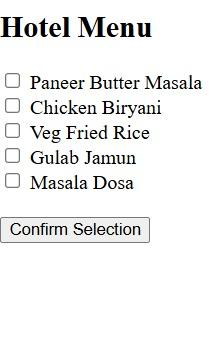 Hotel Menu
Paneer Butter Masala
Chicken Biryani
Veg Fried Rice
Gulab Jamun
Masala Dosa
Confirm Selection